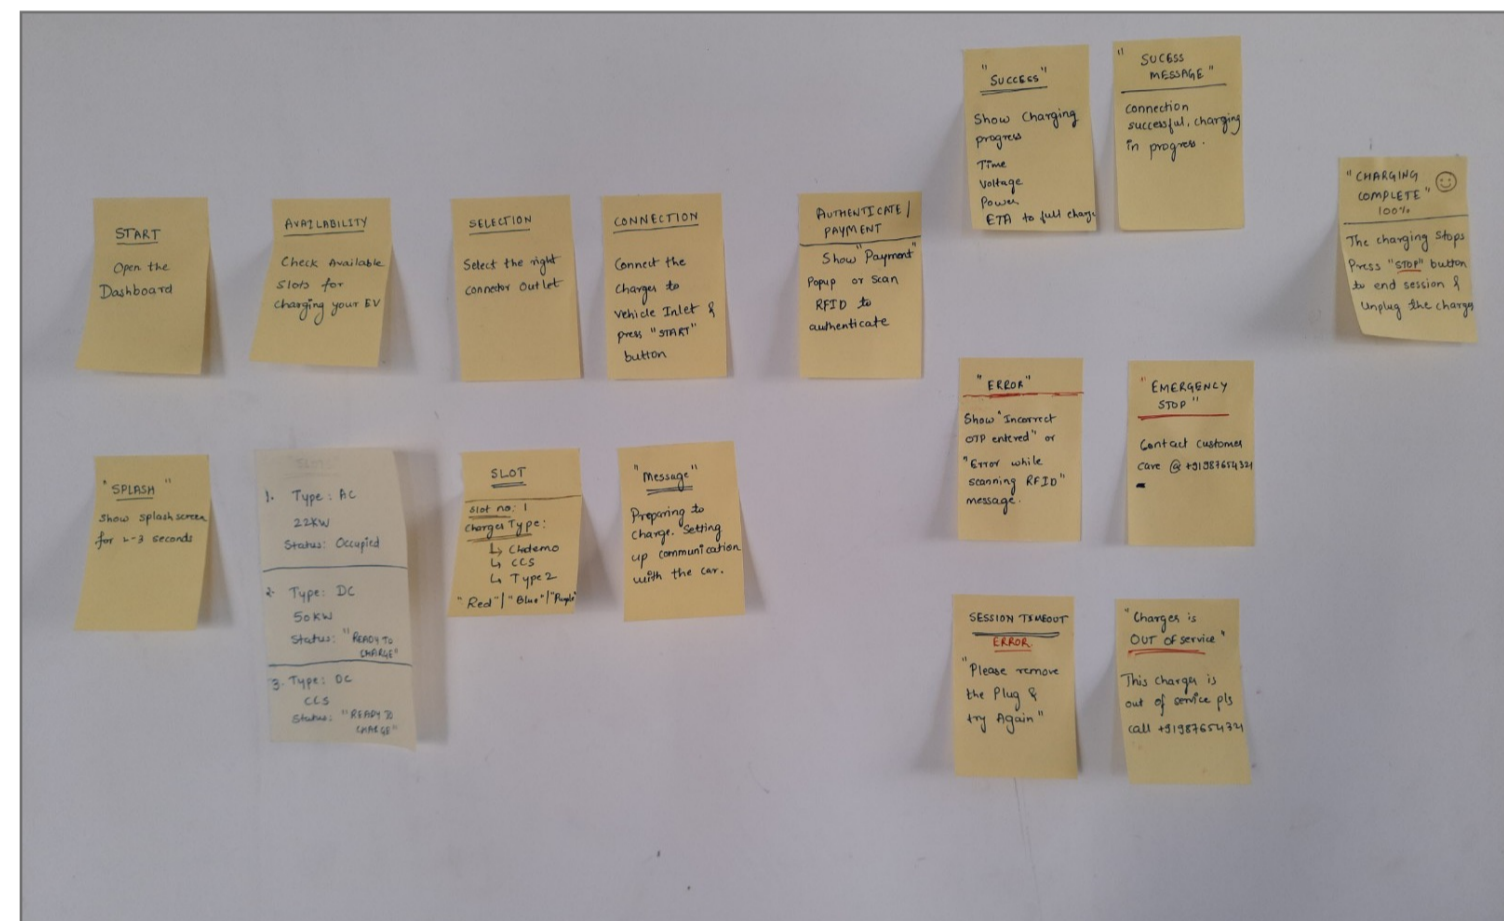 START
Open the
Dashboard
AVAILABILITY
Check Available
Slots for
charging your EV
SELECTION
Select the right
connector outlet
CONNECTION
Connect the
charger to
vehicle Inlet &
press "START"
button
AUTHENTICATE /
PAYMENT
Show "Payment"
Popup or scan
RFID to
authenticate
"SUCCESS"
Show Charging
progress
Time
Voltage
Power
ETA to full charge
"SUCESS
MESSAGE"
Connection
successful, charging
in progress.
"CHARGING
COMPLETE"
100%
The charging stops
Press "STOP" button
to end session &
unplug the charger
"SPLASH"
Show splash screen
for 2-3 seconds
1. Type: AC
22KW
Status: Occupied
2. Type: DC
50KW
Status: "READY TO
CHARGE"
3. Type: DC
CCS
Status: "READY TO
CHARGE"
SLOT
Slot no: 1
Charger Type:
↳ Chdemo
↳ CCS
↳ Type 2
"Red" / "Blue" / "Purple"
"Message"
Preparing to
charge. Setting
up communication
with the car.
"ERROR"
Show "Incorrect
OTP entered" or
"Error while
scanning RFID"
message.
"EMERGENCY
STOP"
Contact customer
care @ +91987654321
SESSION TIMEOUT
ERROR
"Please remove
the Plug &
try Again"
"Charger is
OUT OF service"
This charger is
out of service pls
call +91987654321